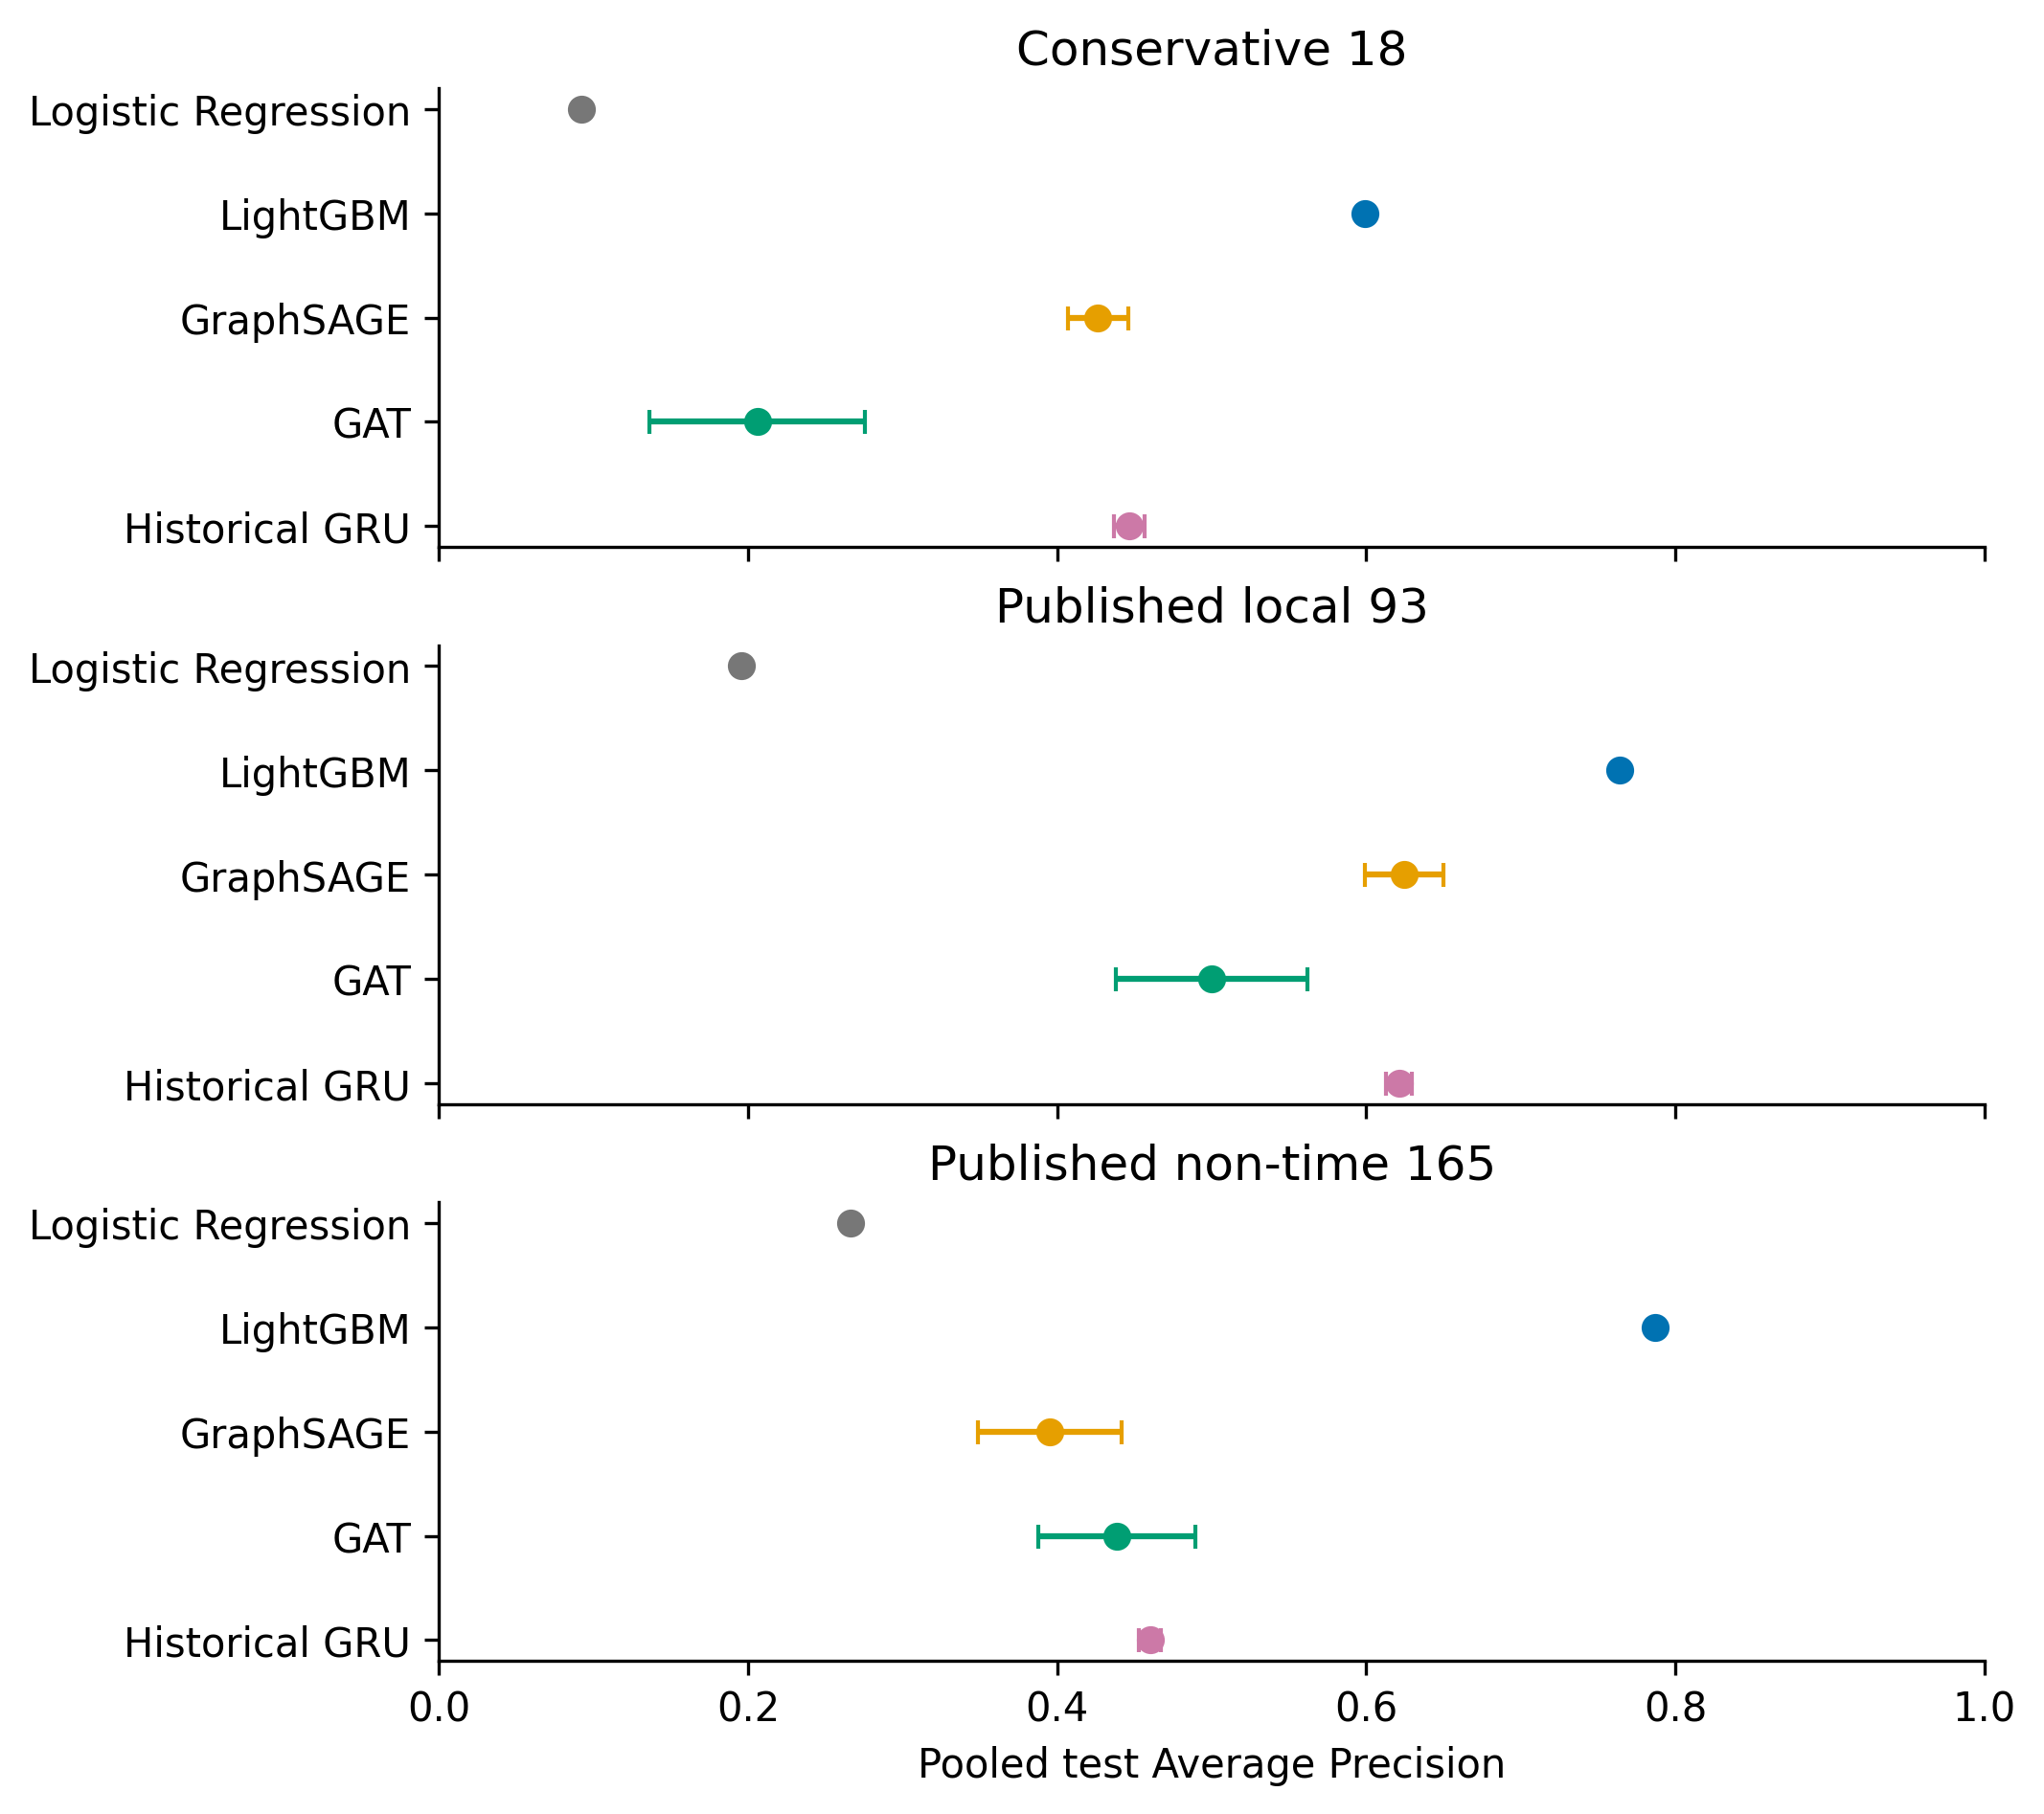 Conservative 18
Logistic Regression
LightGBM
GraphSAGE
GAT
Historical GRU
Published local 93
Logistic Regression
LightGBM
GraphSAGE
GAT
Historical GRU
Published non-time 165
Logistic Regression
LightGBM
GraphSAGE
GAT
Historical GRU
0.0 0.2 0.4 0.6 0.8 1.0
Pooled test Average Precision